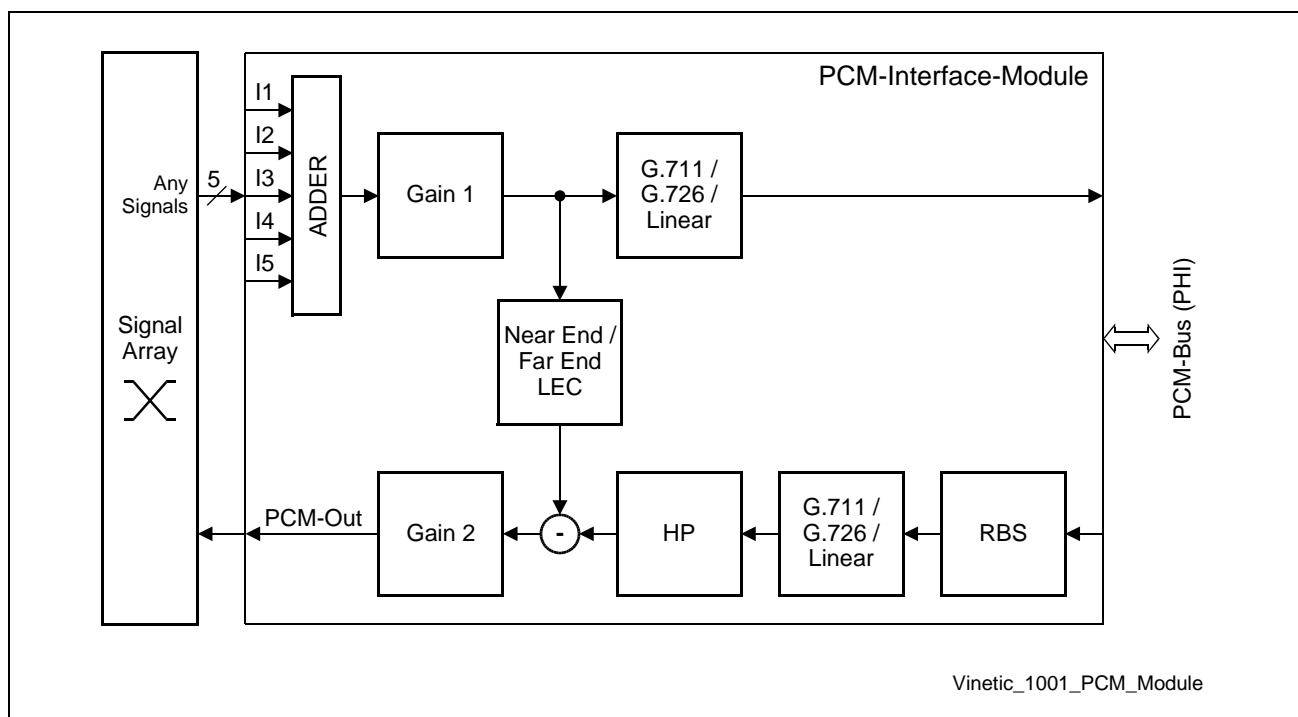 PCM-Interface-Module
I1
I2
I3
I4
I5
5
Any
Signals
ADDER
Gain 1
G.711 /
G.726 /
Linear
Near End /
Far End
LEC
Signal
Array
PCM-Bus (PHI)
PCM-Out
Gain 2
-
HP
G.711 /
G.726 /
Linear
RBS
Vinetic_1001_PCM_Module